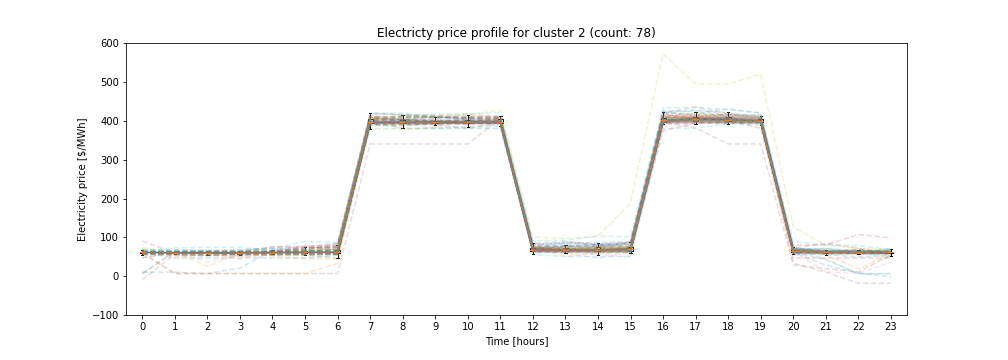 Electricty price profile for cluster 2 (count: 78)
600
500
400
300
200
100
0
−100
Electricity price [$/MWh]
0 1 2 3 4 5 6 7 8 9 10 11 12 13 14 15 16 17 18 19 20 21 22 23
Time [hours]